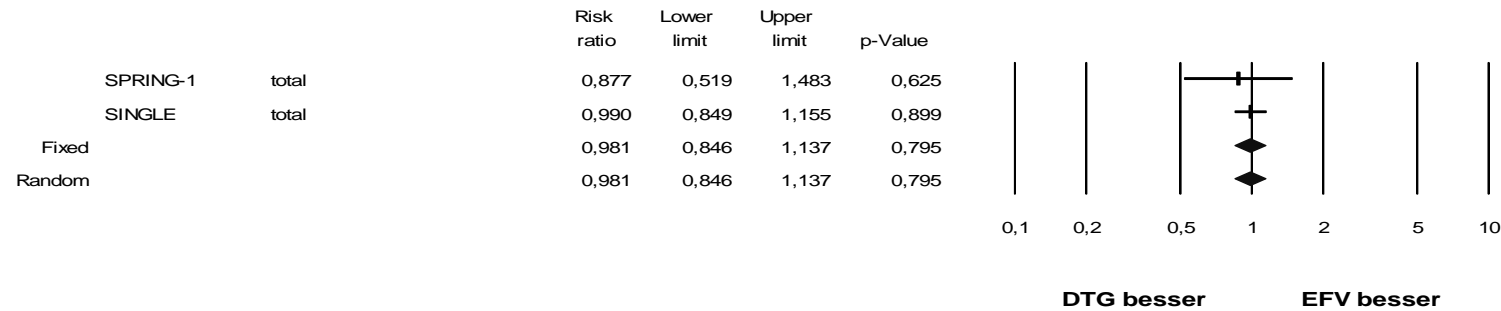 Risk Lower Upper
ratio limit limit p-Value
SPRING-1 total 0,877 0,519 1,483 0,625
SINGLE total 0,990 0,849 1,155 0,899
Fixed 0,981 0,846 1,137 0,795
Random 0,981 0,846 1,137 0,795
0,1 0,2 0,5 1 2 5 10
DTG besser EFV besser